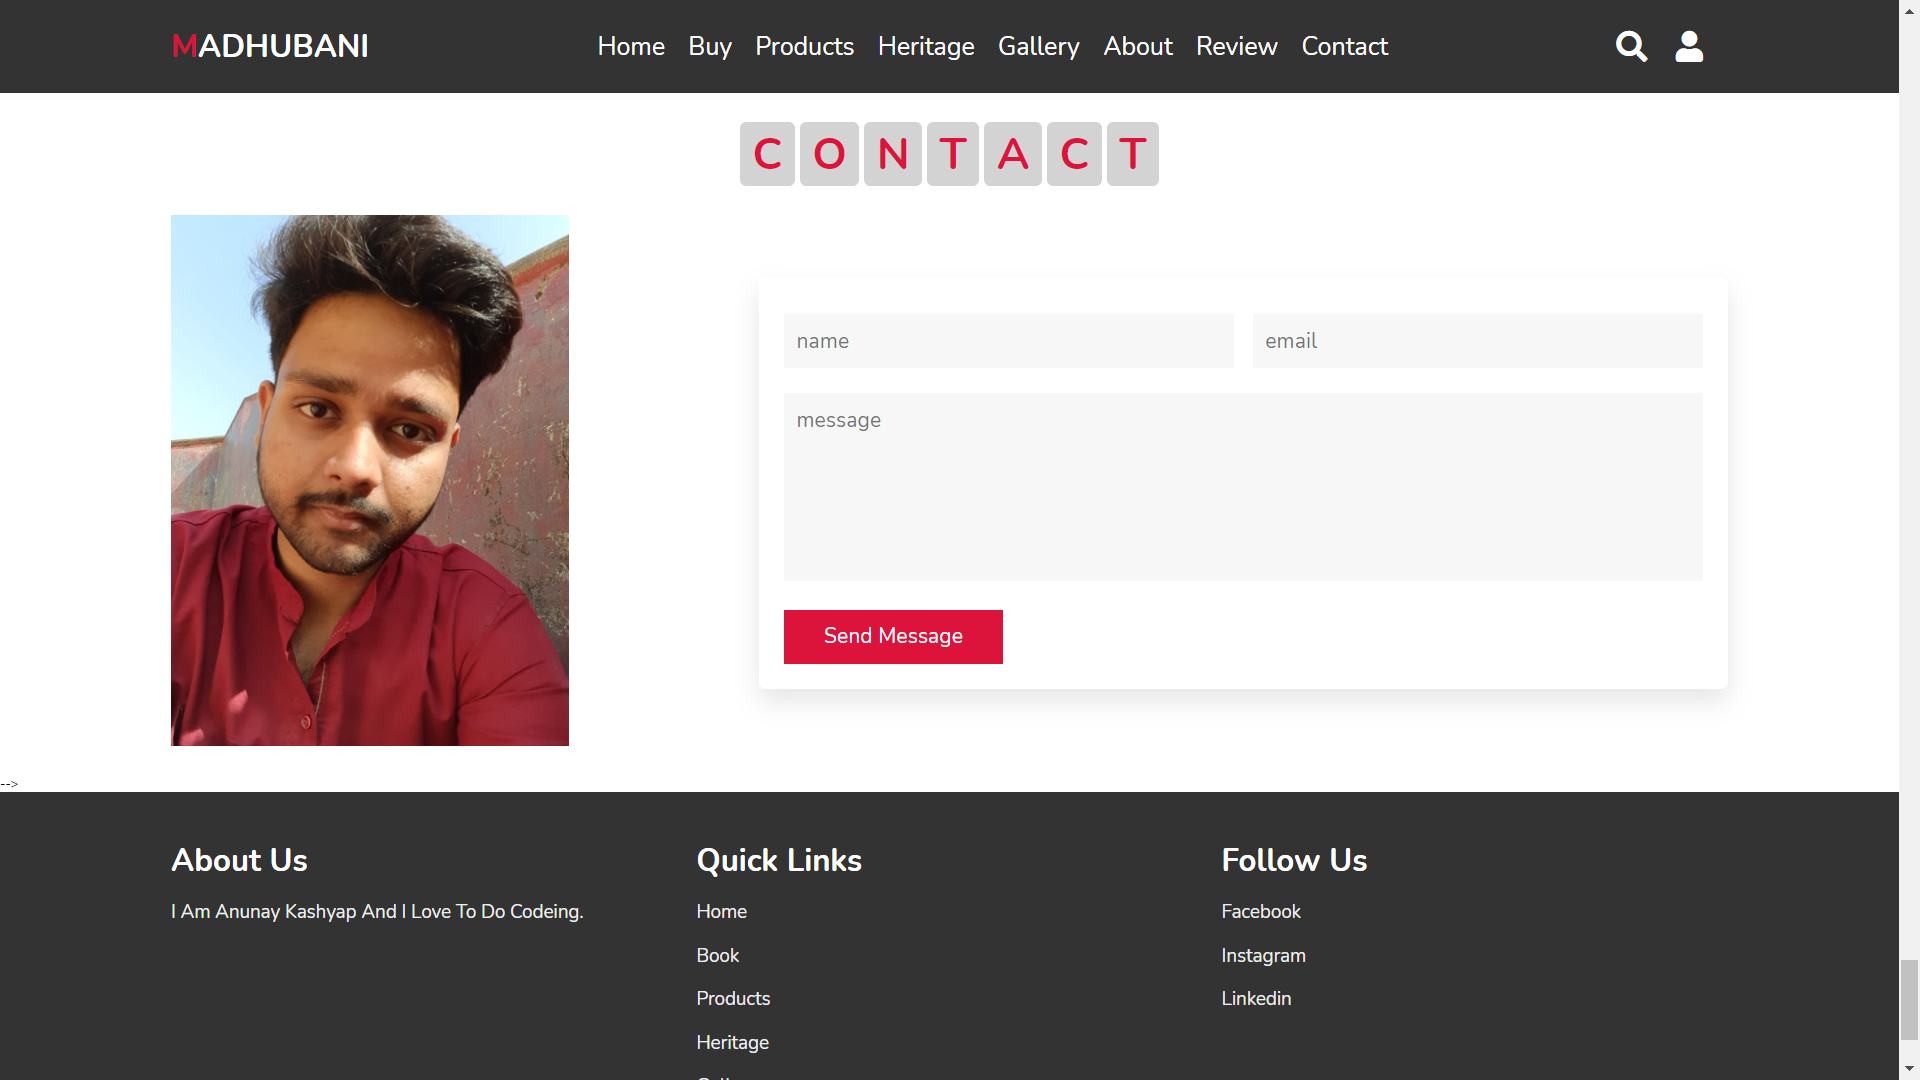 MADHUBANI
Home Buy Products Heritage Gallery About Review Contact
CONTACT
name
email
message
Send Message
-->
About Us
I Am Anunay Kashyap And I Love To Do Codeing.
Quick Links
Home
Book
Products
Heritage
Follow Us
Facebook
Instagram
Linkedin